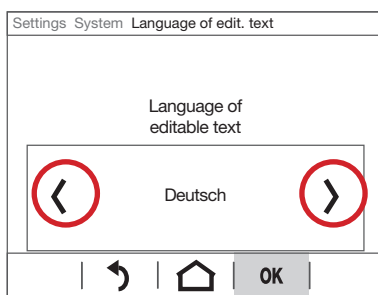 Settings System Language of edit. text
Language of
editable text
Deutsch
OK